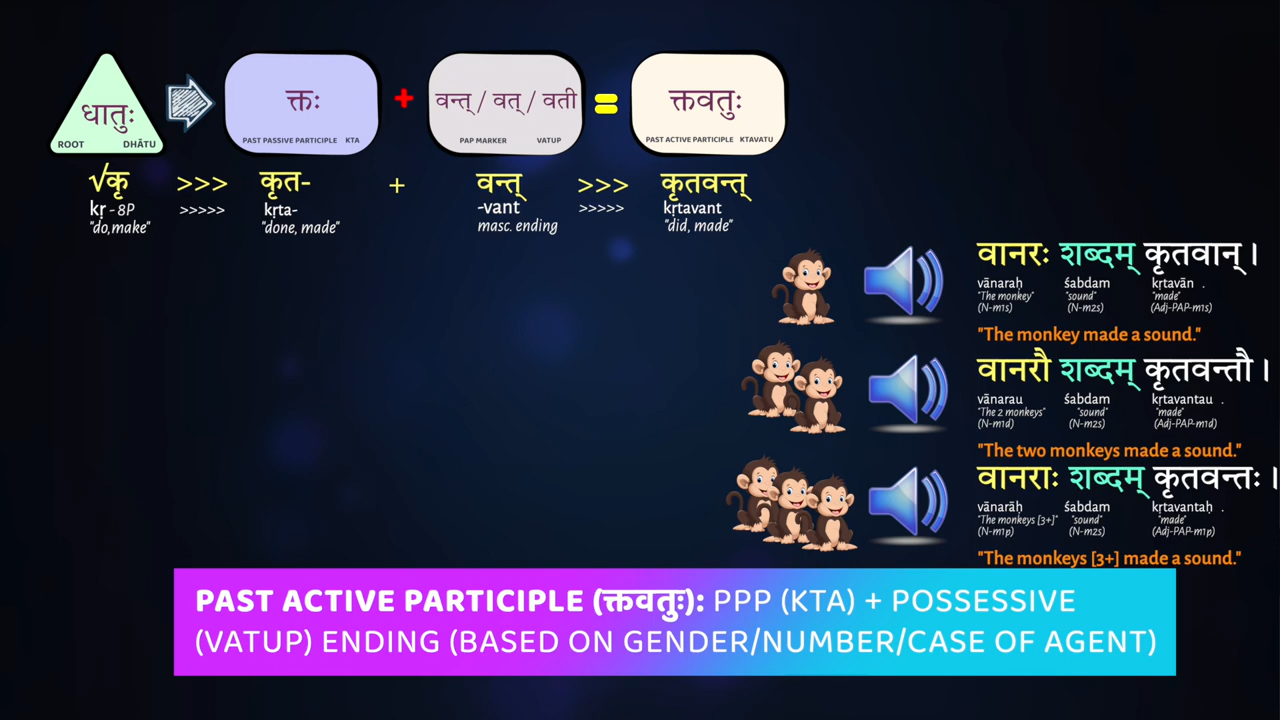 धातुः
ROOT DHĀTU
क्तः
PAST PASSIVE PARTICIPLE KTA
+
वन्त् / वत् / वती
PAP MARKER VATUP
=
क्तवतुः
PAST ACTIVE PARTICIPLE KTAVATU
√कृ >>> कृत- + वन्त् >>> कृतवन्त्
kṛ - 8P >>>>> kṛta- -vant >>>>> kṛtavant
"do,make" "done, made" masc. ending "did, made"
वानरः शब्दम् कृतवान् ।
vānaraḥ śabdam kṛtavān .
"The monkey" "sound" "made"
(N-m1s) (N-m2s) (Adj-PAP-m1s)
"The monkey made a sound."
वानरौ शब्दम् कृतवन्तौ ।
vānarau śabdam kṛtavantau .
"The 2 monkeys" "sound" "made"
(N-m1d) (N-m2s) (Adj-PAP-m1d)
"The two monkeys made a sound."
वानराः शब्दम् कृतवन्तः ।
vānarāḥ śabdam kṛtavantaḥ .
"The monkeys [3+]" "sound" "made"
(N-m1p) (N-m2s) (Adj-PAP-m1p)
"The monkeys [3+] made a sound."
PAST ACTIVE PARTICIPLE (क्तवतुः): PPP (KTA) + POSSESSIVE
(VATUP) ENDING (BASED ON GENDER/NUMBER/CASE OF AGENT)